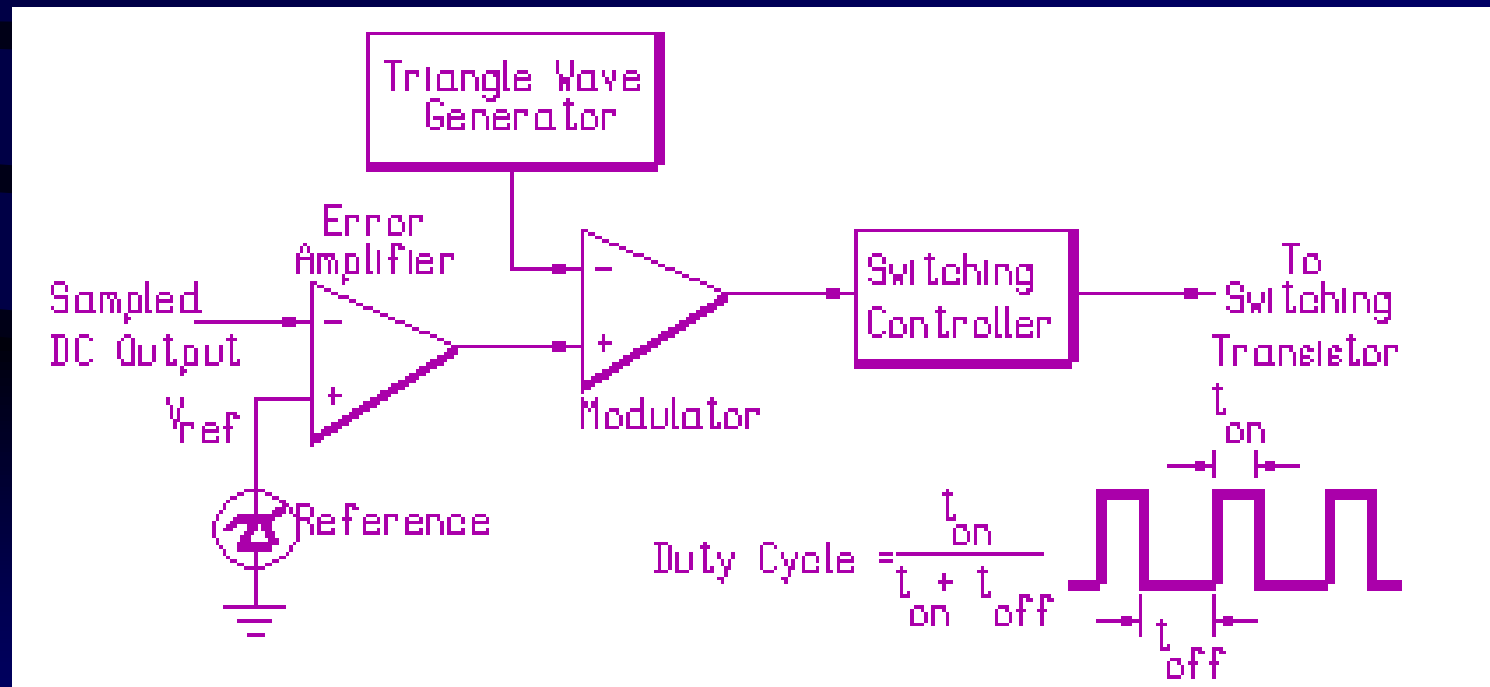 Triangle Wave
Generator
Error
Amplifier
Sampled
DC Output
Vref
-
+
-
+
Modulator
Switching
Controller
To
Switching
Transistor
Reference
Duty Cycle = ton / ton + toff
ton
toff